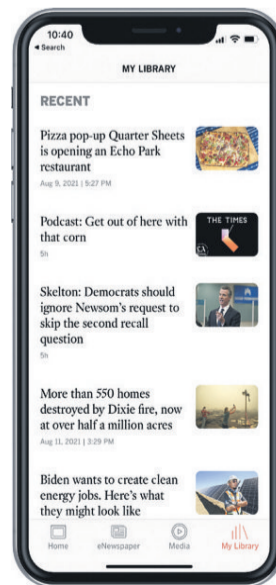 10:40
Search
MY LIBRARY
RECENT
Pizza pop-up Quarter Sheets
is opening an Echo Park
restaurant
Aug 9, 2021 | 5:27 PM
Podcast: Get out of here with
that corn
5h
THE TIMES
Skelton: Democrats should
ignore Newsom's request to
skip the second recall
question
5h
More than 550 homes
destroyed by Dixie fire, now
at over half a million acres
Aug 11, 2021 | 3:29 PM
Biden wants to create clean
energy jobs. Here's what
they might look like
Home
eNewspaper
Media
My Library